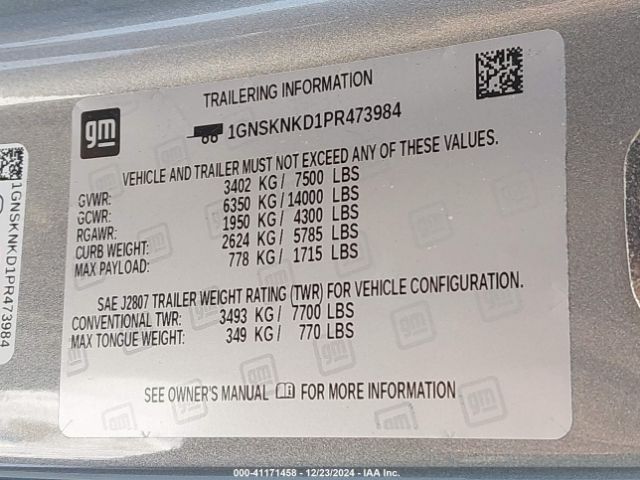 TRAILERING INFORMATION
gm
1GNSKNKD1PR473984
VEHICLE AND TRAILER MUST NOT EXCEED ANY OF THESE VALUES.
GVWR: 3402 KG/ 7500 LBS
GCWR: 6350 KG/14000 LBS
RGAWR: 1950 KG/ 4300 LBS
CURB WEIGHT: 2624 KG/ 5785 LBS
MAX PAYLOAD: 778 KG/ 1715 LBS
SAE J2807 TRAILER WEIGHT RATING (TWR) FOR VEHICLE CONFIGURATION.
CONVENTIONAL TWR: 3493 KG/ 7700 LBS
MAX TONGUE WEIGHT: 349 KG/ 770 LBS
SEE OWNER'S MANUAL FOR MORE INFORMATION
1GNSKNKD1PR473984
000-41171458 - 12/23/2024 - IAA Inc.